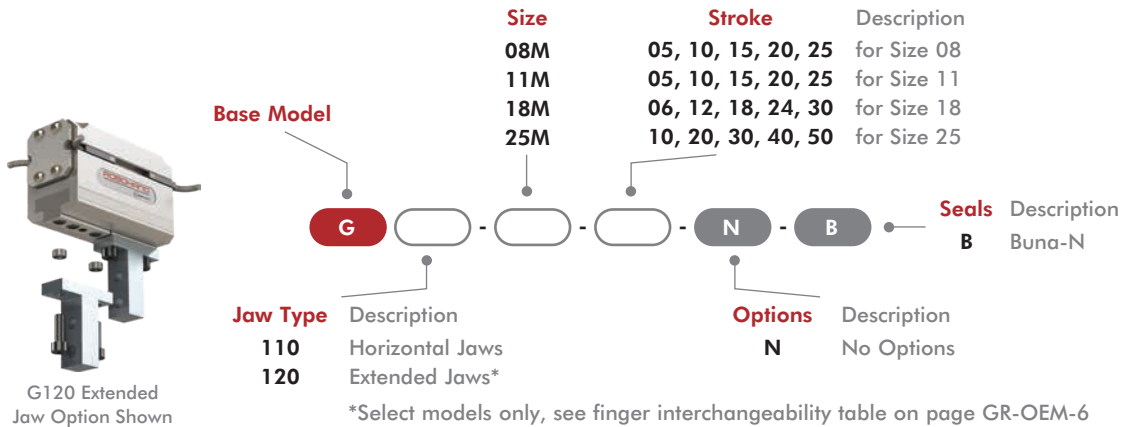 Size Stroke Description
08M 05, 10, 15, 20, 25 for Size 08
11M 05, 10, 15, 20, 25 for Size 11
18M 06, 12, 18, 24, 30 for Size 18
25M 10, 20, 30, 40, 50 for Size 25
Base Model
ROBOHAND
G - - - N - B
Seals Description
B Buna-N
Jaw Type Description
110 Horizontal Jaws
120 Extended Jaws*
Options Description
N No Options
G120 Extended
Jaw Option Shown
*Select models only, see finger interchangeability table on page GR-OEM-6